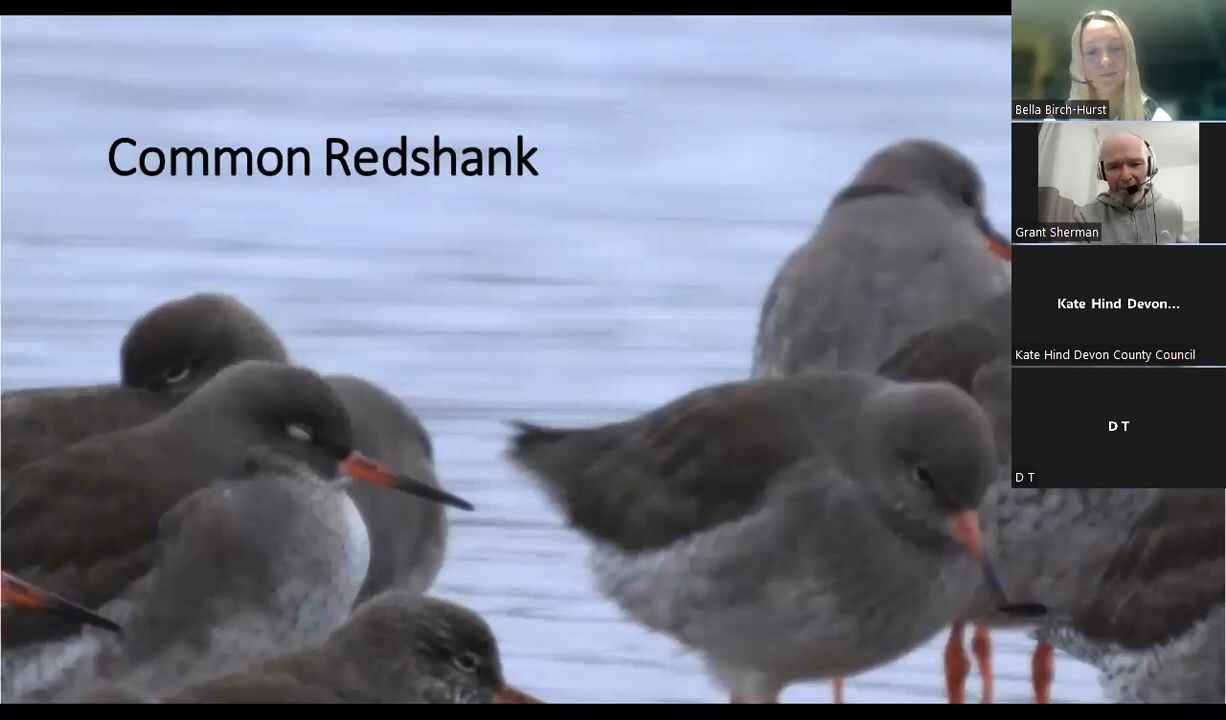 Common Redshank
Bella Birch-Hurst
Grant Sherman
Kate Hind Devon...
Kate Hind Devon County Council
D T
D T